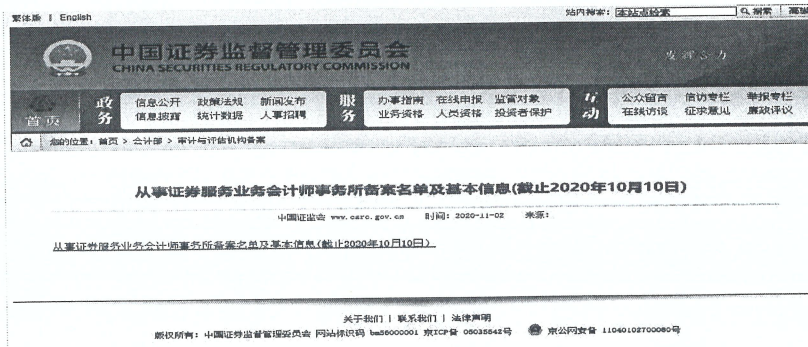 繁体版 | English
站内搜索: 本站点检索 搜索
中国证券监督管理委员会
CHINA SECURITIES REGULATORY COMMISSION
首页 政务 信息公开 政策法规 新闻发布 服务 办事指南 在线申报 监管对象 互动 公众留言 信访专栏 举报专栏
信息披露 统计数据 人事招聘 业务资格 人员资格 投资者保护 在线访谈 征求意见 廉政评议
您的位置: 首页 > 会计部 > 审计与评估机构备案
从事证券服务业务会计师事务所备案名单及基本信息(截止2020年10月10日)
中国证监会 www.csrc.gov.cn 时间: 2020-11-02 来源:
从事证券服务业务会计师事务所备案名单及基本信息(截止2020年10月10日)
关于我们 | 联系我们 | 法律声明
版权所有: 中国证券监督管理委员会 网站标识码 bm56000001 京ICP备 05035542号 京公网安备 11040102700080号